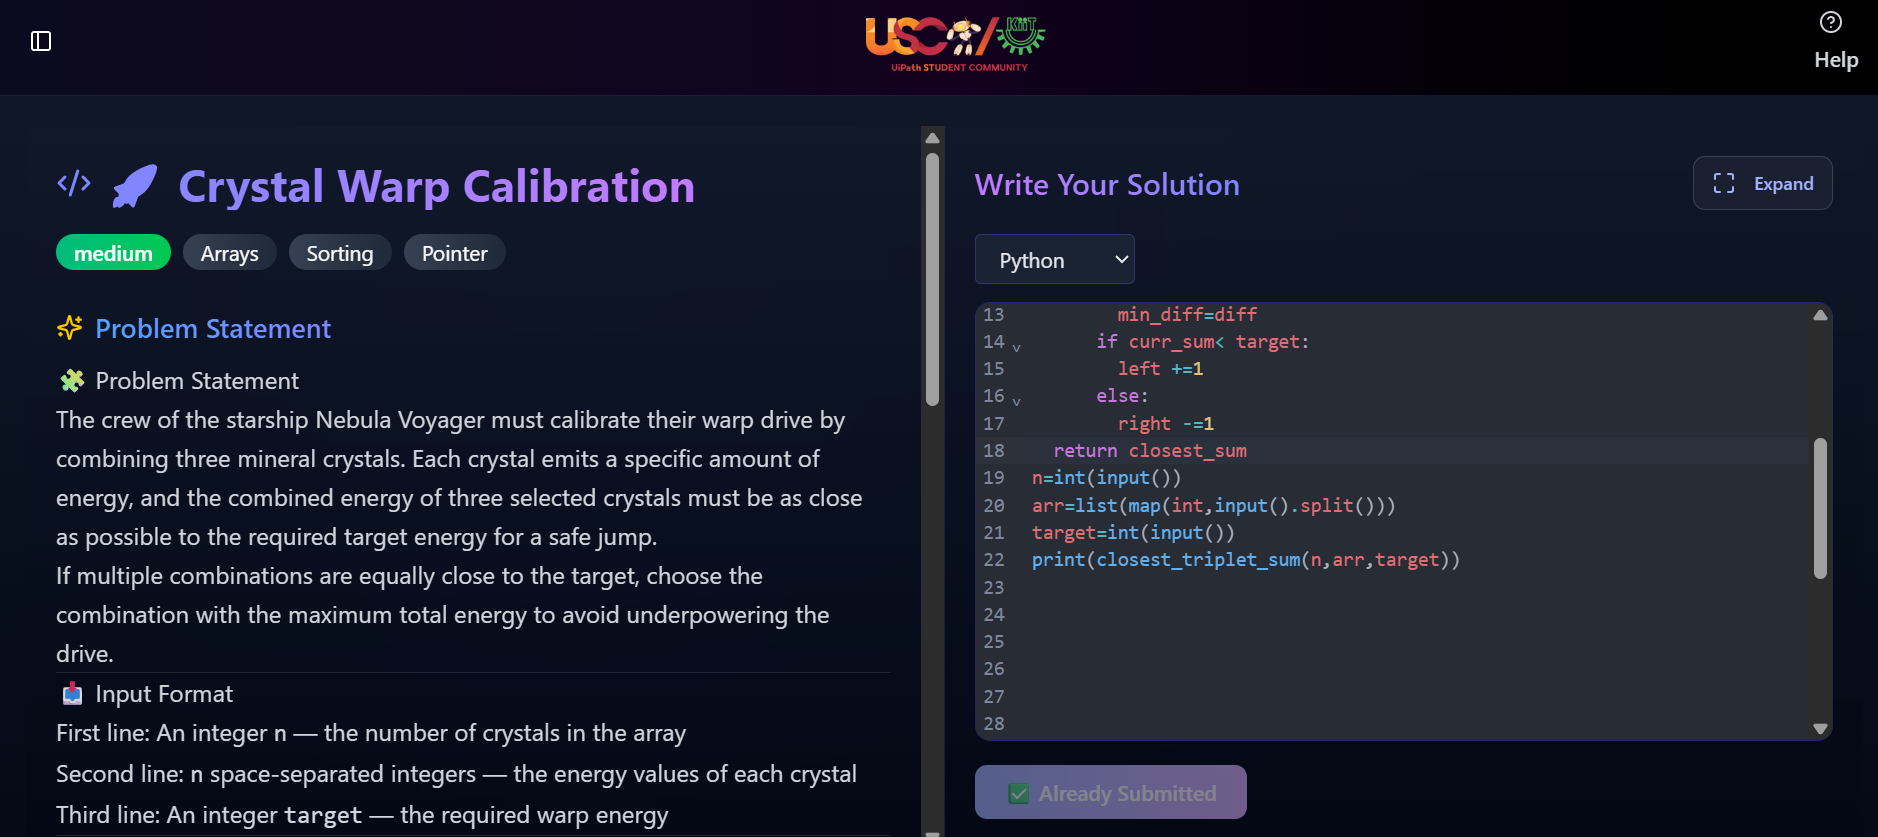 USC/KIIT
UiPath STUDENT COMMUNITY
Help
</> Crystal Warp Calibration
medium Arrays Sorting Pointer
Problem Statement
Problem Statement
The crew of the starship Nebula Voyager must calibrate their warp drive by
combining three mineral crystals. Each crystal emits a specific amount of
energy, and the combined energy of three selected crystals must be as close
as possible to the required target energy for a safe jump.
If multiple combinations are equally close to the target, choose the
combination with the maximum total energy to avoid underpowering the
drive.
Input Format
First line: An integer n — the number of crystals in the array
Second line: n space-separated integers — the energy values of each crystal
Third line: An integer target — the required warp energy
Write Your Solution
Expand
Python
13 min_diff=diff
14 if curr_sum< target:
15 left +=1
16 else:
17 right -=1
18 return closest_sum
19 n=int(input())
20 arr=list(map(int,input().split()))
21 target=int(input())
22 print(closest_triplet_sum(n,arr,target))
23
24
25
26
27
28
✅ Already Submitted